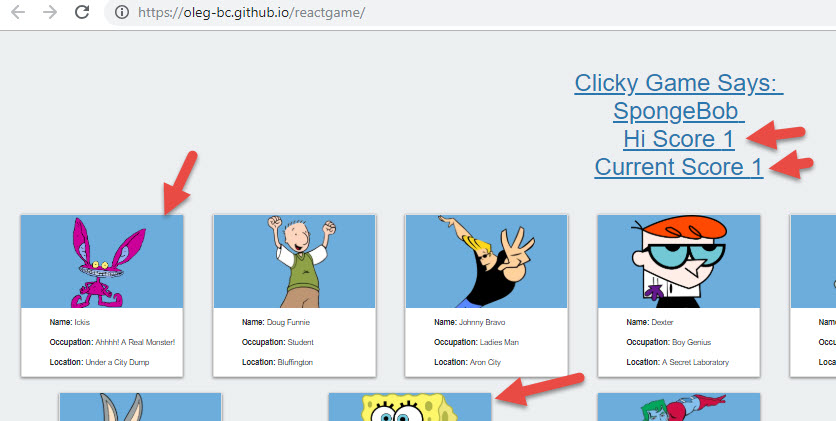 https://oleg-bc.github.io/reactgame/
Clicky Game Says:
SpongeBob
Hi Score 1
Current Score 1
Name: Ickis
Occupation: Ahhhh! A Real Monster!
Location: Under a City Dump
Name: Doug Funnie
Occupation: Student
Location: Bluffington
Name: Johnny Bravo
Occupation: Ladies Man
Location: Aron City
Name: Dexter
Occupation: Boy Genius
Location: A Secret Laboratory
Name:
Occupation:
Location: